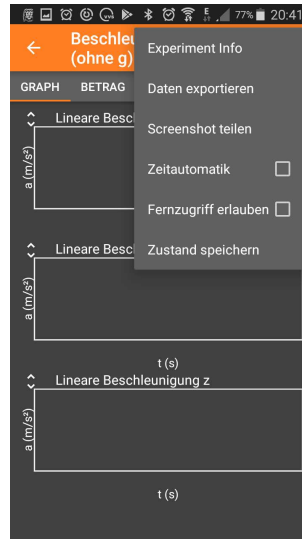 77% 20:41
Beschleu
(ohne g)
Experiment Info
GRAPH BETRAG
Daten exportieren
Screenshot teilen
Zeitautomatik
Fernzugriff erlauben
Zustand speichern
Lineare Besch
a (m/s²)
Lineare Besch
a (m/s²)
t (s)
Lineare Beschleunigung z
a (m/s²)
t (s)